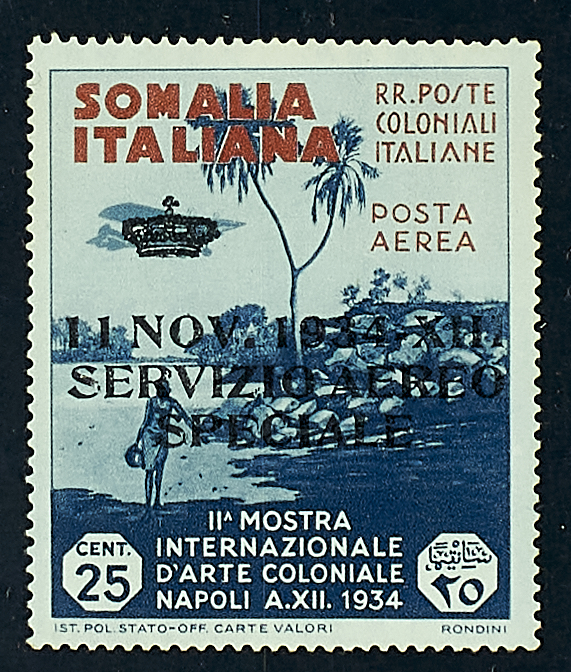 SOMALIA
ITALIANA
RR. POSTE
COLONIALI
ITALIANE
POSTA
AEREA
11 NOV. 1934-XIII.
SERVIZIO AEREO
SPECIALE
IIᴬ MOSTRA
INTERNAZIONALE
D'ARTE COLONIALE
NAPOLI A.XII. 1934
CENT.
25
٢٥
IST. POL. STATO-OFF. CARTE VALORI
RONDINI